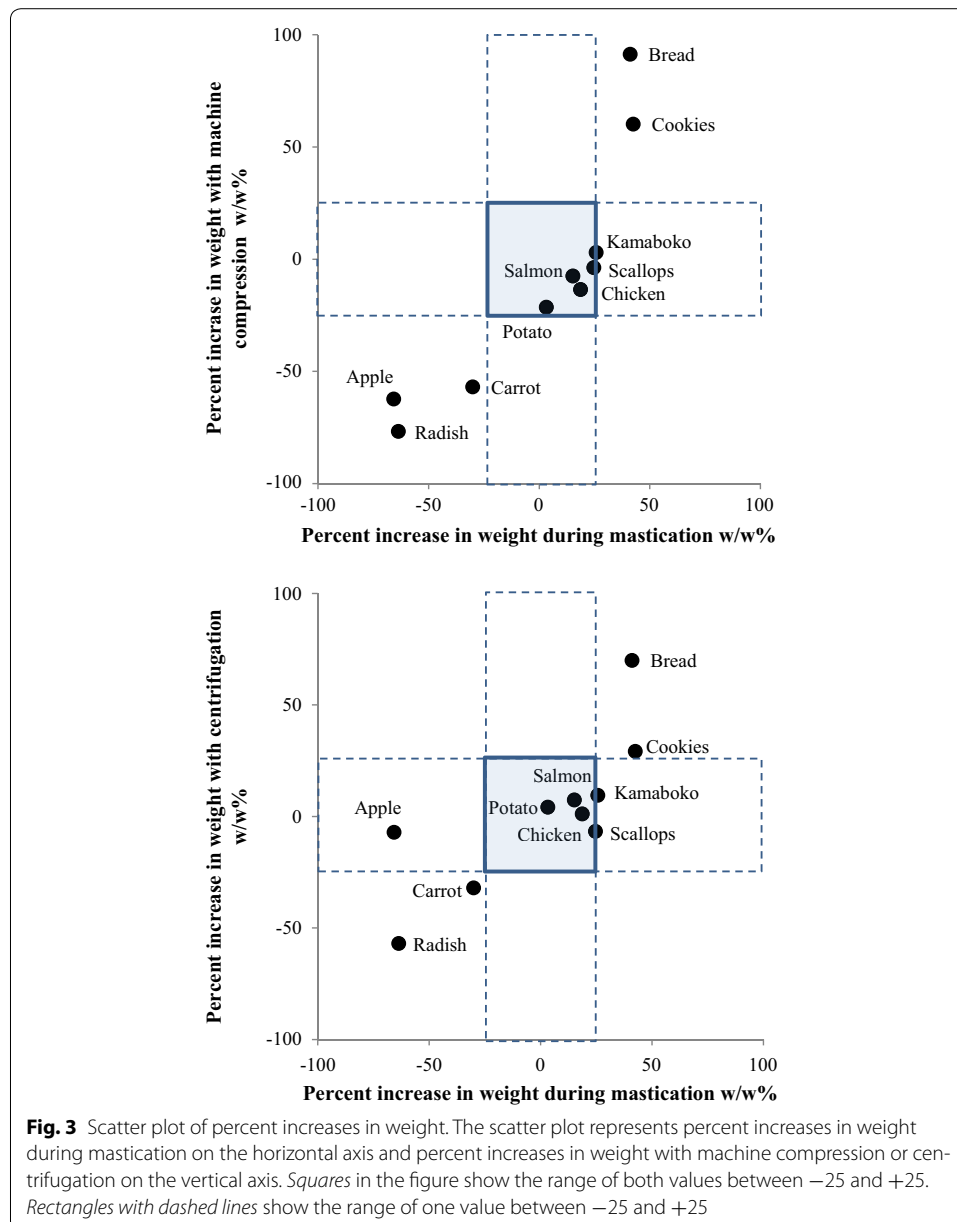 100
50
0
-50
-100
Percent incrase in weight with machine
compression w/w%
Bread
Cookies
Kamaboko
Salmon
Scallops
Chicken
Potato
Apple
Carrot
Radish
-100
-50
0
50
100
Percent increase in weight during mastication w/w%
100
50
0
-50
-100
Percent increase in weight with centrifugation
w/w%
Bread
Cookies
Salmon
Kamaboko
Potato
Apple
Chicken
Scallops
Carrot
Radish
-100
-50
0
50
100
Percent increase in weight during mastication w/w%
Fig. 3 Scatter plot of percent increases in weight. The scatter plot represents percent increases in weight
during mastication on the horizontal axis and percent increases in weight with machine compression or cen-
trifugation on the vertical axis. Squares in the figure show the range of both values between −25 and +25.
Rectangles with dashed lines show the range of one value between −25 and +25